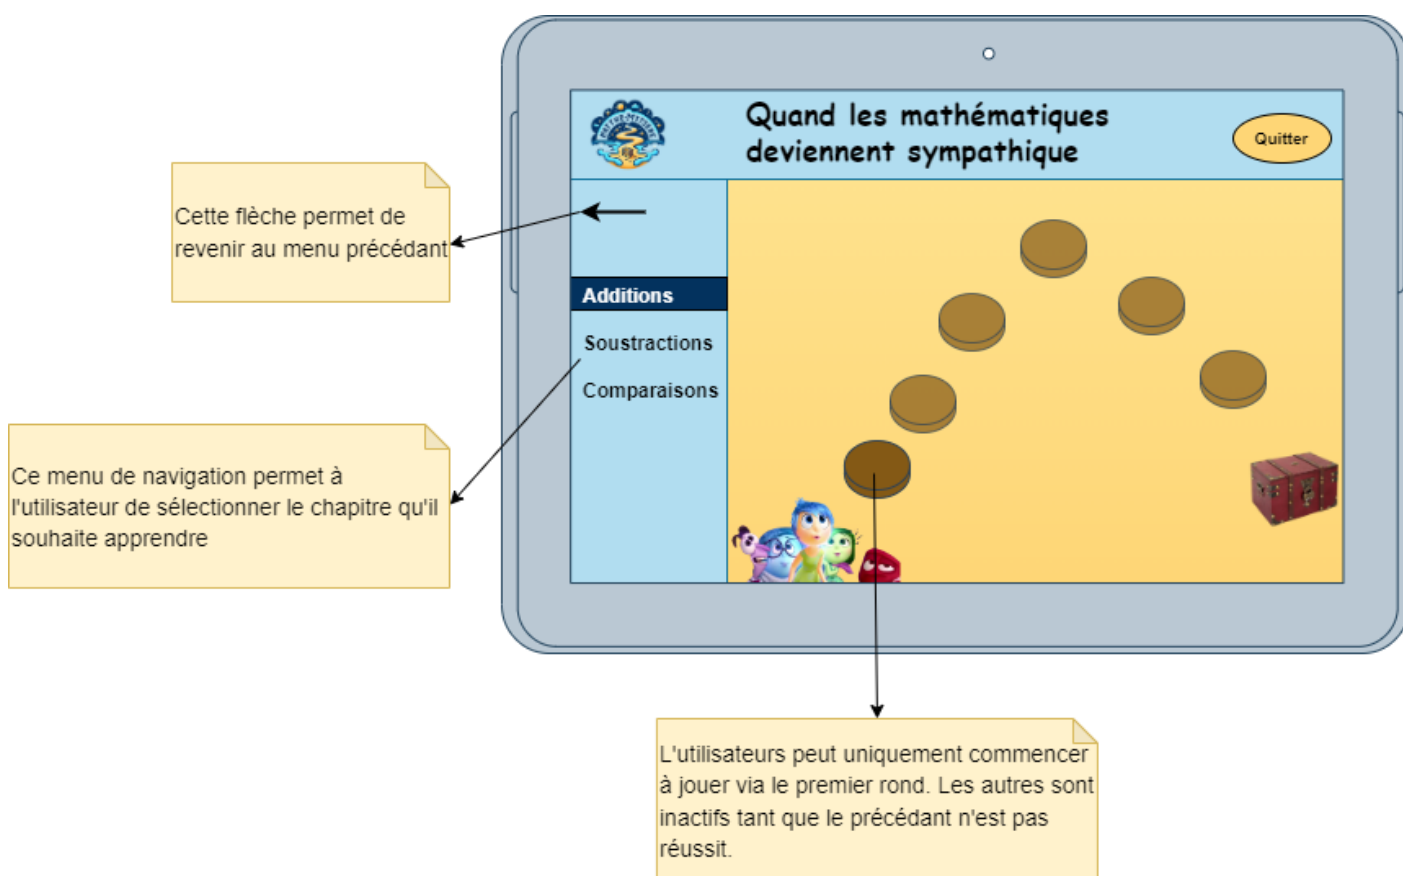 Quand les mathématiques
deviennent sympathique
Quitter
Cette flèche permet de
revenir au menu précédant
Additions
Soustractions
Comparaisons
Ce menu de navigation permet à
l'utilisateur de sélectionner le chapitre qu'il
souhaite apprendre
L'utilisateurs peut uniquement commencer
à jouer via le premier rond. Les autres sont
inactifs tant que le précédant n'est pas
réussit.